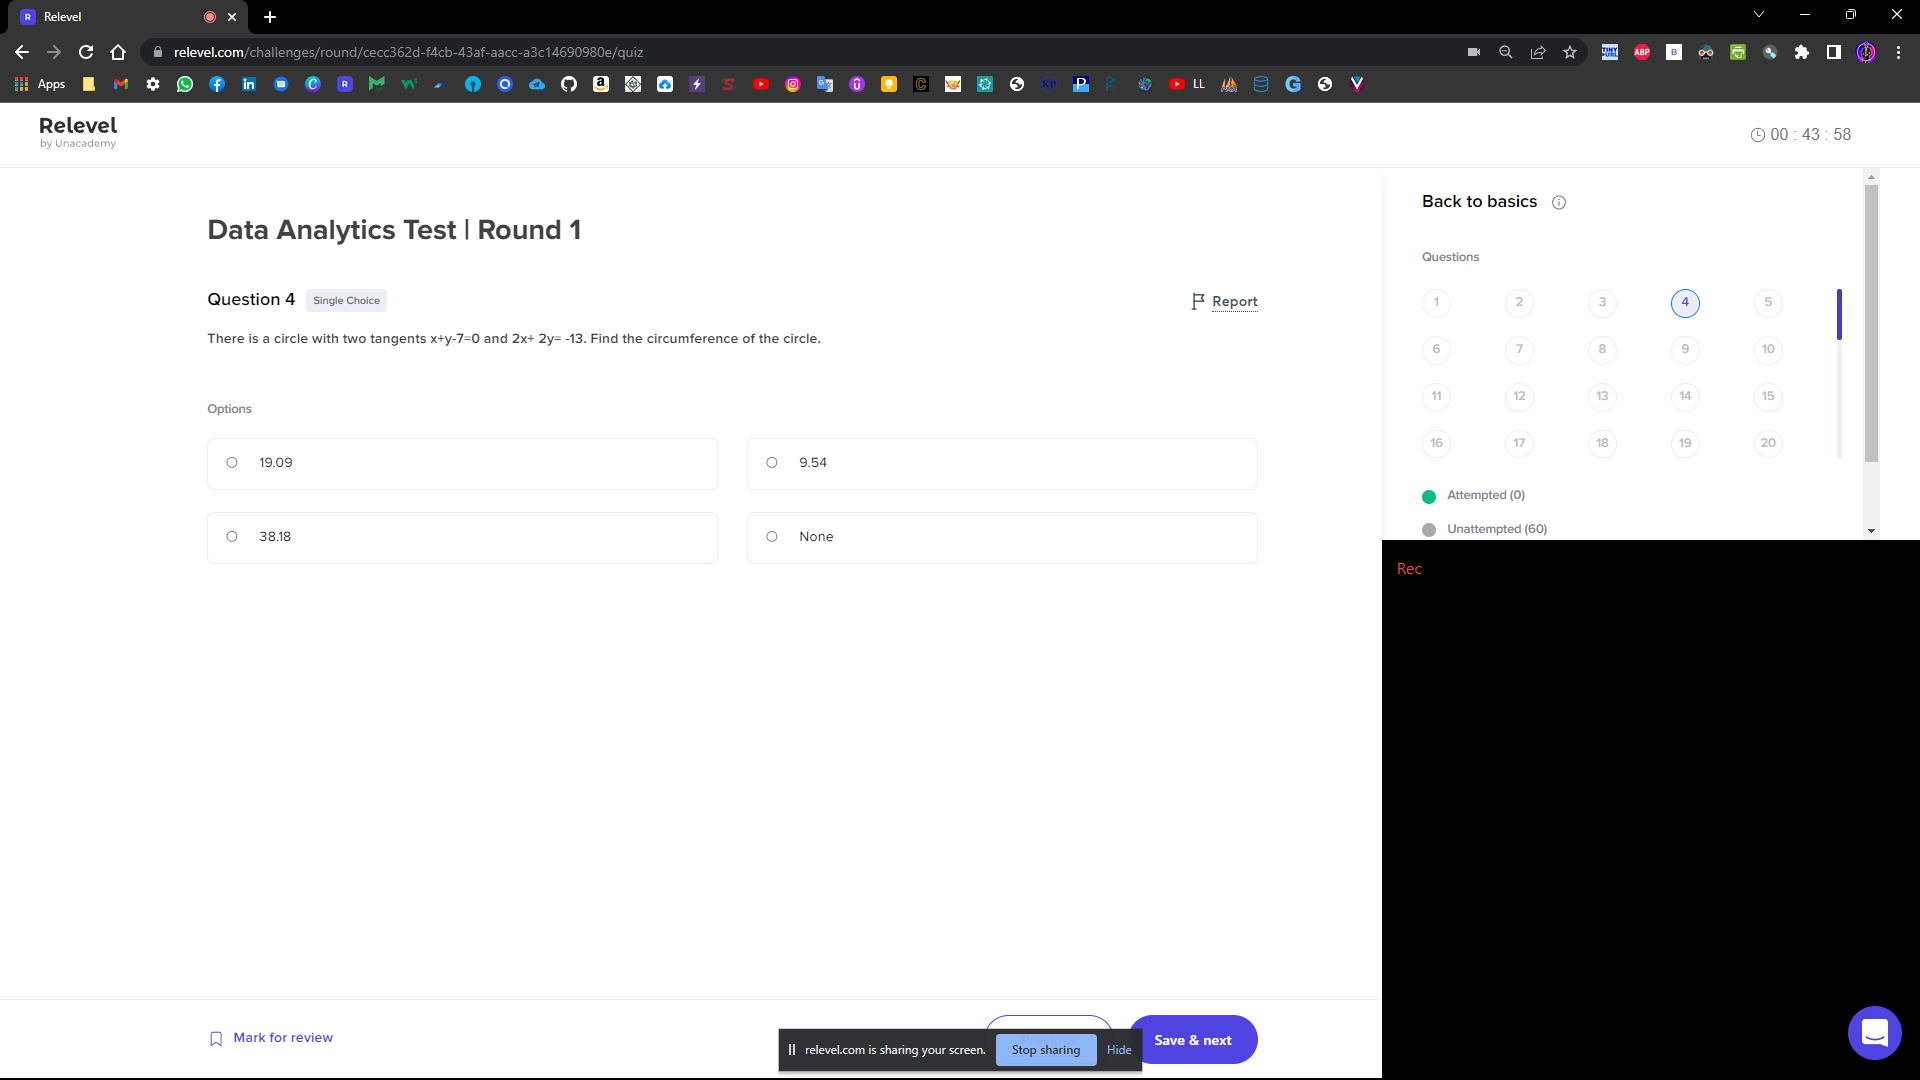 Relevel
relevel.com/challenges/round/cecc362d-f4cb-43af-aacc-a3c14690980e/quiz
Apps
LL
Relevel
by Unacademy
00 : 43 : 58
Data Analytics Test | Round 1
Question 4 Single Choice
Report
There is a circle with two tangents x+y-7=0 and 2x+ 2y= -13. Find the circumference of the circle.
Options
19.09
9.54
38.18
None
Back to basics
Questions
1 2 3 4 5
6 7 8 9 10
11 12 13 14 15
16 17 18 19 20
Attempted (0)
Unattempted (60)
Rec
Mark for review
relevel.com is sharing your screen.
Stop sharing
Hide
Save & next